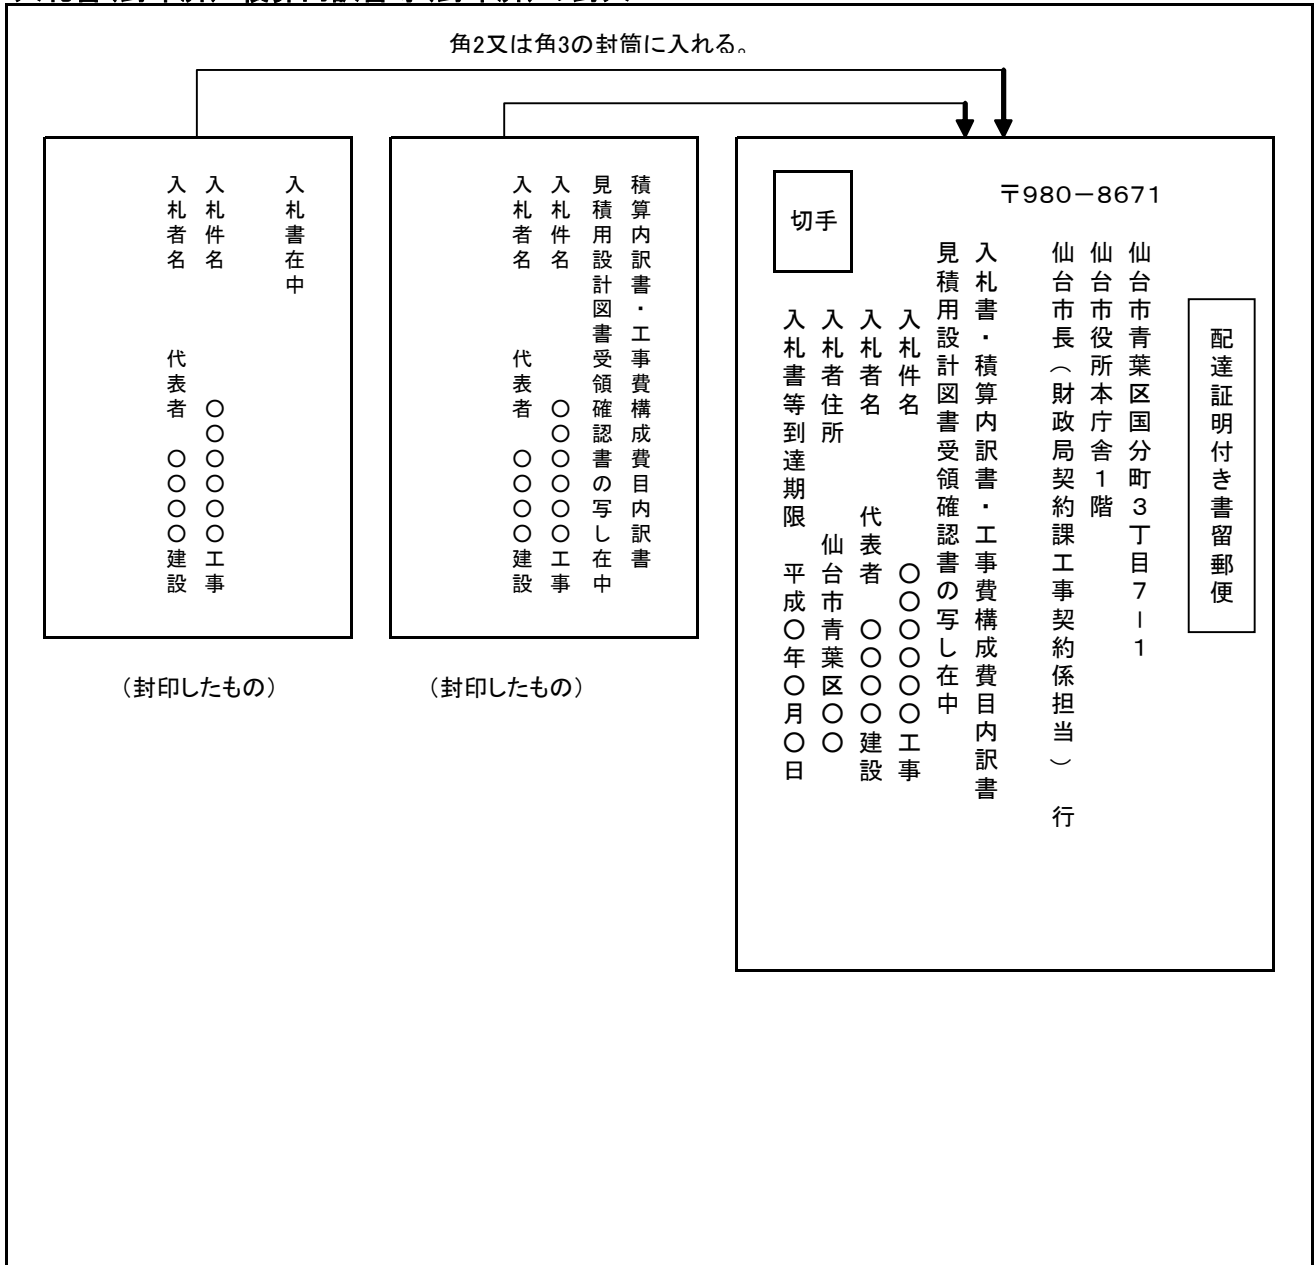 角2又は角3の封筒に入れる。
入札書在中
入札件名　〇〇〇〇〇〇工事
入札者名　代表者　〇〇〇〇建設
（封印したもの）
積算内訳書・工事費構成費目内訳書
見積用設計図書受領確認書の写し在中
入札件名　〇〇〇〇〇〇工事
入札者名　代表者　〇〇〇〇建設
（封印したもの）
切手
〒980－8671
配達証明付き書留郵便
仙台市青葉区国分町３丁目７－１
仙台市役所本庁舎１階
仙台市長（財政局契約課工事契約係担当）　行
入札書・積算内訳書・工事費構成費目内訳書
見積用設計図書受領確認書の写し在中
入札件名　〇〇〇〇〇〇工事
入札者名　代表者　〇〇〇〇建設
入札者住所　仙台市青葉区〇〇
入札書等到達期限　平成〇年〇月〇日